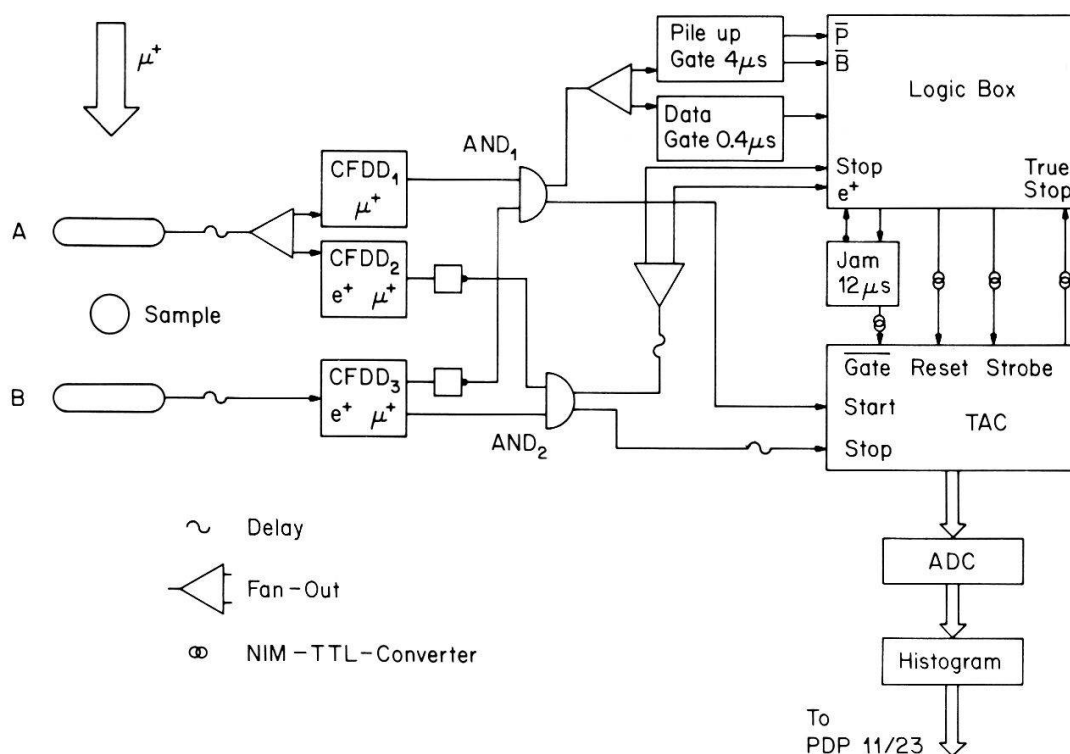 μ⁺
Pile up
Gate 4μs
P̅
B̅
Logic Box
Data
Gate 0.4μs
AND₁
Stop
e⁺
True
Stop
CFDD₁
μ⁺
A
CFDD₂
e⁺ μ⁺
Jam
12μs
Sample
B
CFDD₃
e⁺ μ⁺
AND₂
G̅a̅t̅e̅ Reset Strobe
Start
TAC
Stop
Delay
ADC
Fan-Out
NIM-TTL-Converter
Histogram
To
PDP 11/23